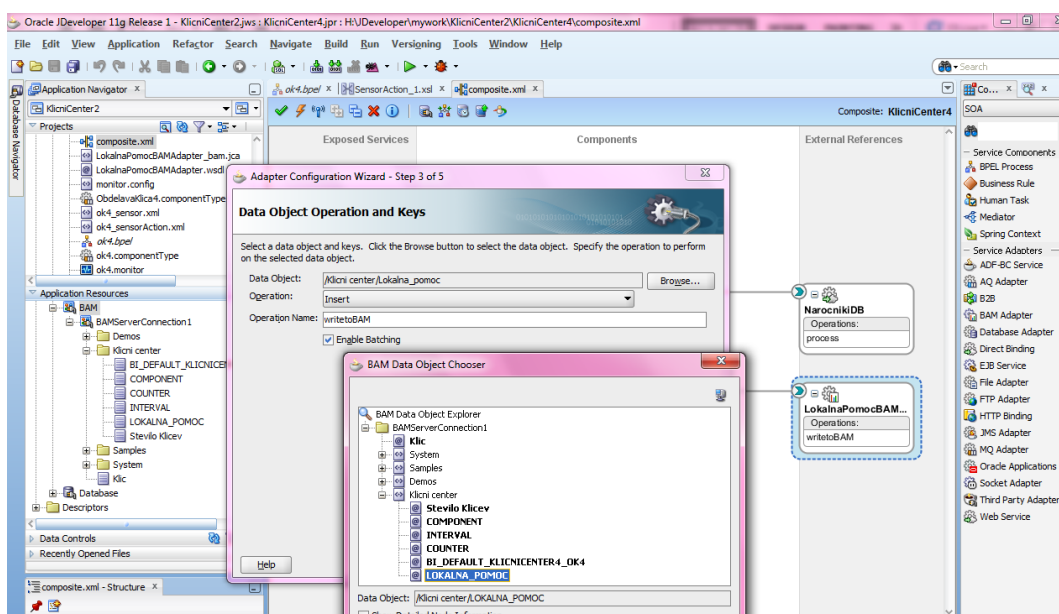 Oracle JDeveloper 11g Release 1 - KlicniCenter2.jws : KlicniCenter4.jpr : H:\JDeveloper\mywork\KlicniCenter2\KlicniCenter4\composite.xml
File Edit View Application Refactor Search Navigate Build Run Versioning Tools Window Help
Search
Application Navigator
ok4.bpel
SensorAction_1.xsl
composite.xml
Co...
Database Navigator
KlicniCenter2
Composite: KlicniCenter4
SOA
Projects
composite.xml
LokalnaPomocBAMAdapter_bam.jca
LokalnaPomocBAMAdapter.wsdl
monitor.config
ObdelavaKlica4.componentType
ok4_sensor.xml
ok4_sensorAction.xml
ok4.bpel
ok4.componentType
ok4.monitor
Application Resources
BAM
BAMServerConnection1
Demos
Klicni center
BI_DEFAULT_KLICNICE
COMPONENT
COUNTER
INTERVAL
LOKALNA_POMOC
Stevilo Klicev
Samples
System
Klic
Database
Descriptors
Data Controls
Recently Opened Files
composite.xml - Structure
Exposed Services
Components
External References
Adapter Configuration Wizard - Step 3 of 5
Data Object Operation and Keys
Select a data object and keys. Click the Browse button to select the data object. Specify the operation to perform
on the selected data object.
Data Object: /Klicni center/Lokalna_pomoc Browse...
Operation: Insert
Operation Name: writetoBAM
Enable Batching
Help
BAM Data Object Chooser
BAM Data Object Explorer
BAMServerConnection1
Klic
System
Samples
Demos
Klicni center
Stevilo Klicev
COMPONENT
INTERVAL
COUNTER
BI_DEFAULT_KLICNICENTER4_OK4
LOKALNA_POMOC
Data Object: /Klicni center/LOKALNA_POMOC
NarocnikiDB
Operations:
process
LokalnaPomocBAM...
Operations:
writetoBAM
Service Components
BPEL Process
Business Rule
Human Task
Mediator
Spring Context
Service Adapters
ADF-BC Service
AQ Adapter
B2B
BAM Adapter
Database Adapter
Direct Binding
EJB Service
File Adapter
FTP Adapter
HTTP Binding
JMS Adapter
MQ Adapter
Oracle Applications
Socket Adapter
Third Party Adapter
Web Service